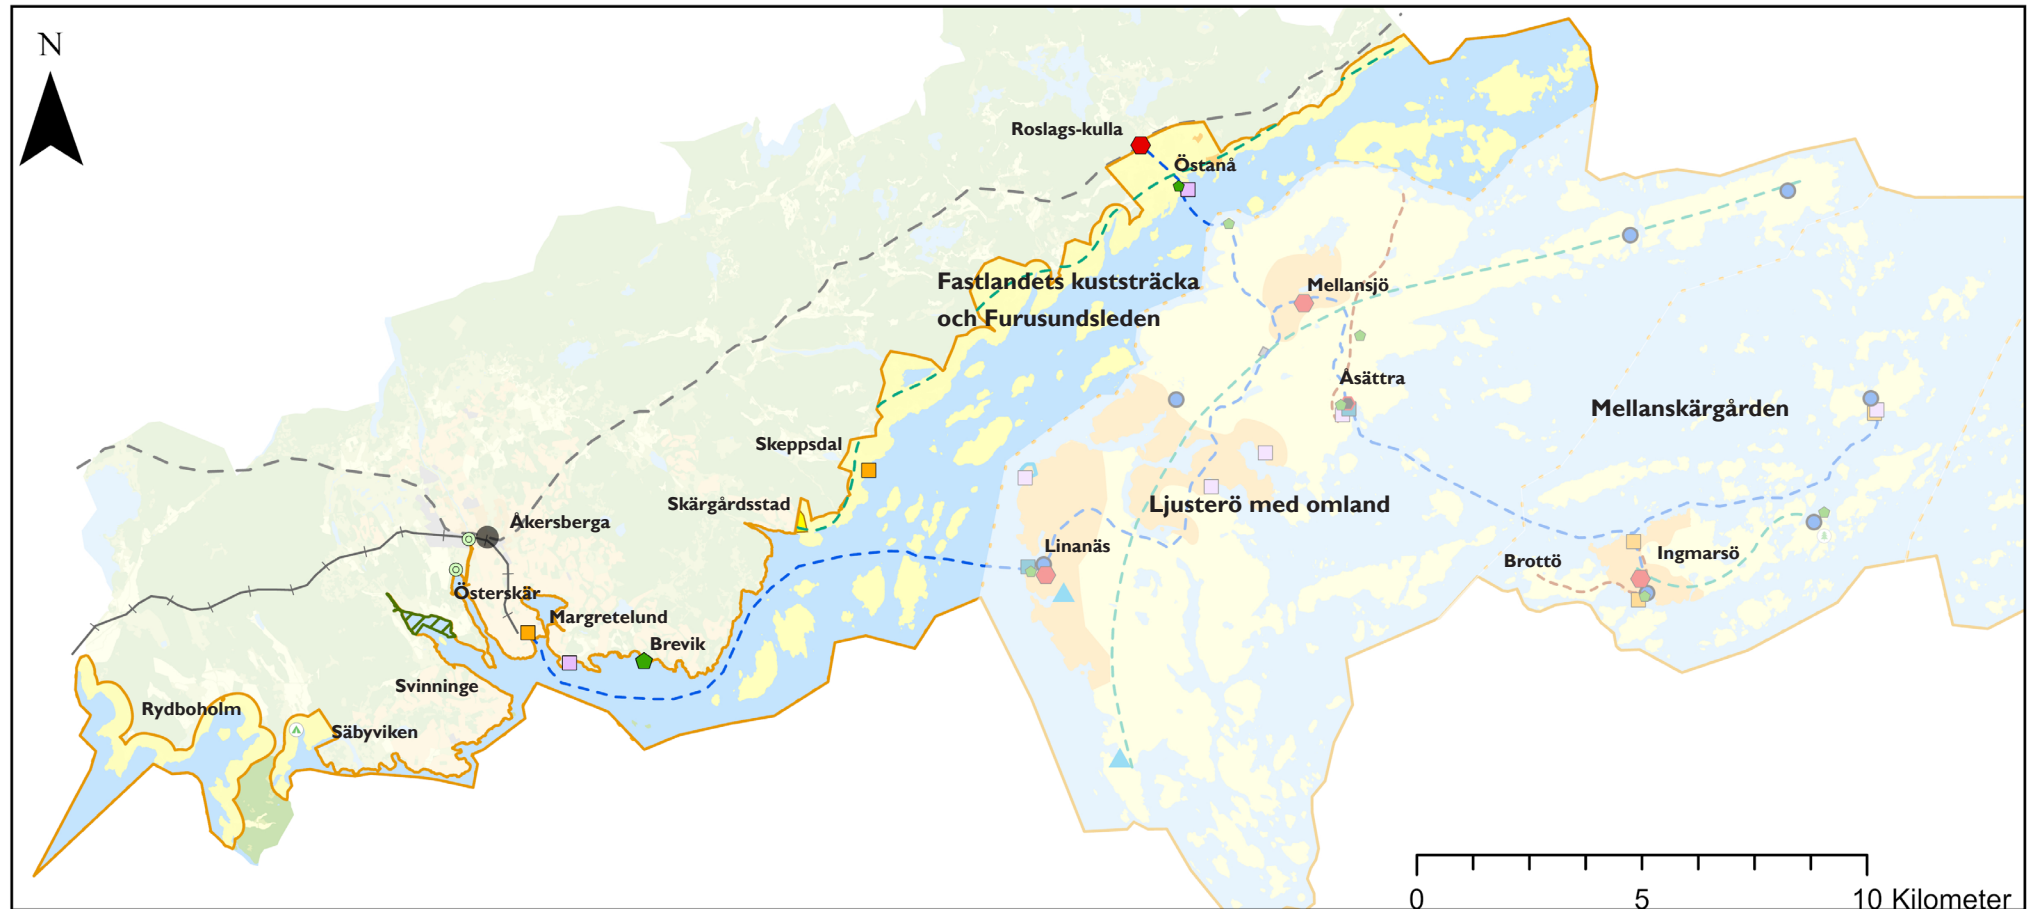 N
Roslags-kulla
Östanå
Fastlandets kuststräcka
och Furusundsleden
Mellansjö
Åsättra
Mellanskärgården
Skeppsdal
Skärgårdsstad
Ljusterö med omland
Åkersberga
Linanäs
Brottö
Ingmarsö
Österskär
Margretelund
Brevik
Svinninge
Rydboholm
Säbyviken
0 5 10 Kilometer